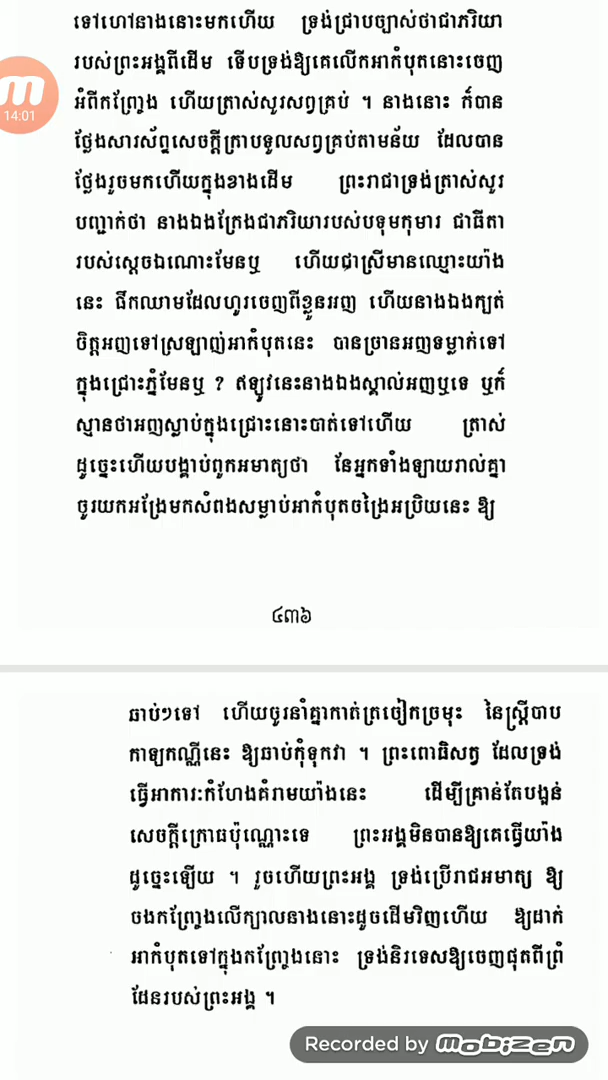 ទៅហៅនាងនោះមកហើយ ទ្រង់ជ្រាបច្បាស់ថាជាភរិយា
របស់ព្រះអង្គពីដើម ទើបទ្រង់ឱ្យគេលើកអាកំបុតនោះចេញ
អំពីកញ្ជ្រែង ហើយត្រាស់សួរសព្វគ្រប់ ។ នាងនោះ ក៏បាន
ថ្លែងសារស័ព្ទសេចក្តីក្រាបទូលសព្វគ្រប់តាមន័យ ដែលបាន
ថ្លែងរួចមកហើយក្នុងខាងដើម ព្រះរាជាទ្រង់ត្រាស់សួរ
បញ្ជាក់ថា នាងឯងក្រែងជាភរិយារបស់បទុមកុមារ ជាធីតា
របស់ស្តេចឯណោះមែនឬ ហើយជាស្រីមានឈ្មោះយ៉ាង
នេះ ផឹកឈាមដែលហូរចេញពីខ្លួនអញ ហើយនាងឯងក្បត់
ចិត្តអញទៅស្រឡាញ់អាកំបុតនេះ បានច្រានអញទម្លាក់ទៅ
ក្នុងជ្រោះភ្នំមែនឬ ? ឥឡូវនេះនាងឯងស្គាល់អញឬទេ ឬក៏
ស្មានថាអញស្លាប់ក្នុងជ្រោះនោះបាត់ទៅហើយ ត្រាស់
ដូច្នេះហើយបង្គាប់ពួកអមាត្យថា នែអ្នកទាំងឡាយរាល់គ្នា
ចូរយកអង្រែមកសំពងសម្លាប់អាកំបុតចង្រៃអប្រិយនេះ ឱ្យ
៤៣៦
ឆាប់ៗទៅ ហើយចូរនាំគ្នាកាត់ត្រចៀកច្រមុះ នៃស្ត្រីបាប
កាឡកណ្ណីនេះ ឱ្យឆាប់កុំទុកវា ។ ព្រះពោធិសត្វ ដែលទ្រង់
ធ្វើអាការៈកំហែងគំរាមយ៉ាងនេះ ដើម្បីគ្រាន់តែបង្អន់
សេចក្តីក្រោធប៉ុណ្ណោះទេ ព្រះអង្គមិនបានឱ្យគេធ្វើយ៉ាង
ដូច្នេះឡើយ ។ រួចហើយព្រះអង្គ ទ្រង់ប្រើរាជអមាត្យ ឱ្យ
ចងកញ្ជ្រែងលើក្បាលនាងនោះដូចដើមវិញហើយ ឱ្យដាក់
អាកំបុតទៅក្នុងកញ្ជ្រែងនោះ ទ្រង់និរទេសឱ្យចេញផុតពីព្រំ
ដែនរបស់ព្រះអង្គ ។
14:01
Recorded by mobizen